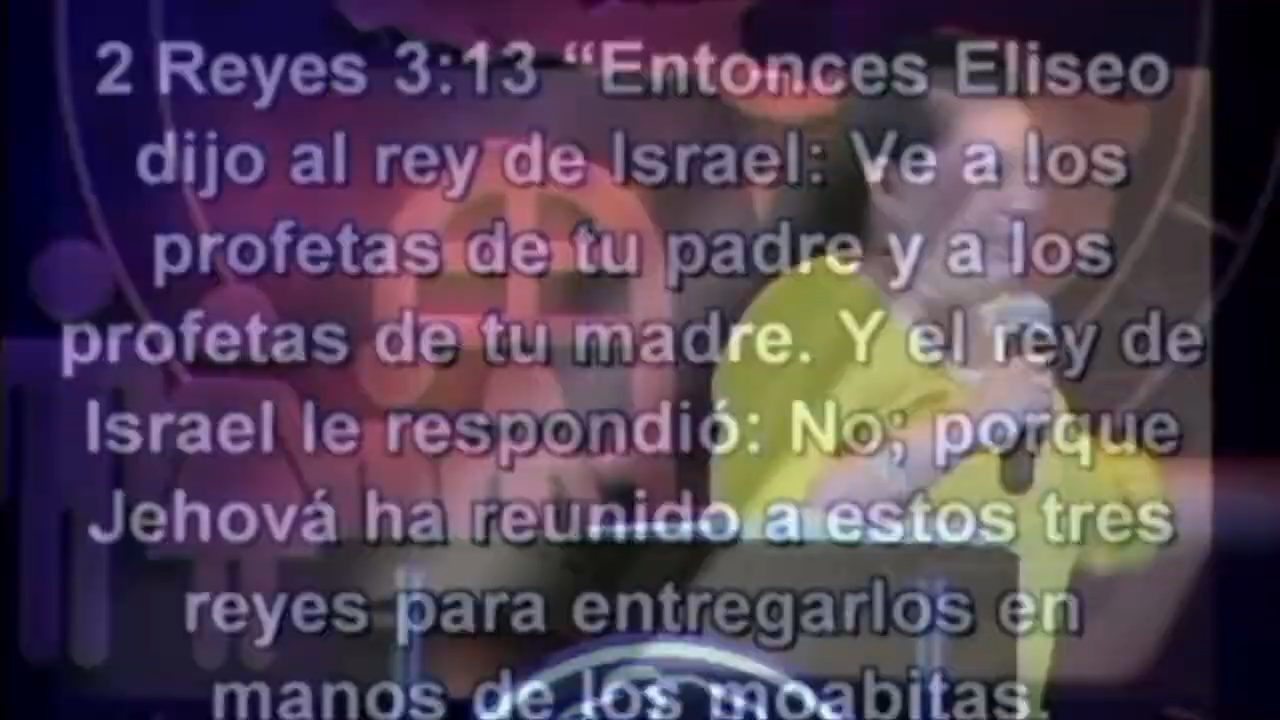 2 Reyes 3:13 “Entonces Eliseo
dijo al rey de Israel: Ve a los
profetas de tu padre y a los
profetas de tu madre. Y el rey de
Israel le respondió: No; porque
Jehová ha reunido a estos tres
reyes para entregarlos en
manos de los moabitas.